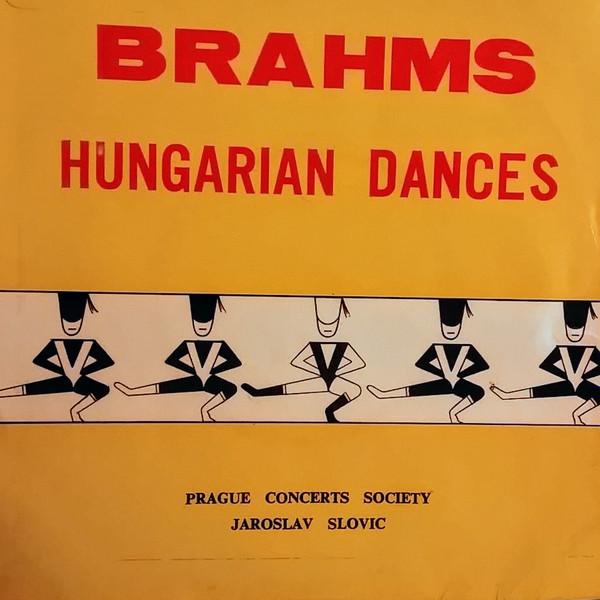 BRAHMS
HUNGARIAN DANCES
PRAGUE CONCERTS SOCIETY
JAROSLAV SLOVIC